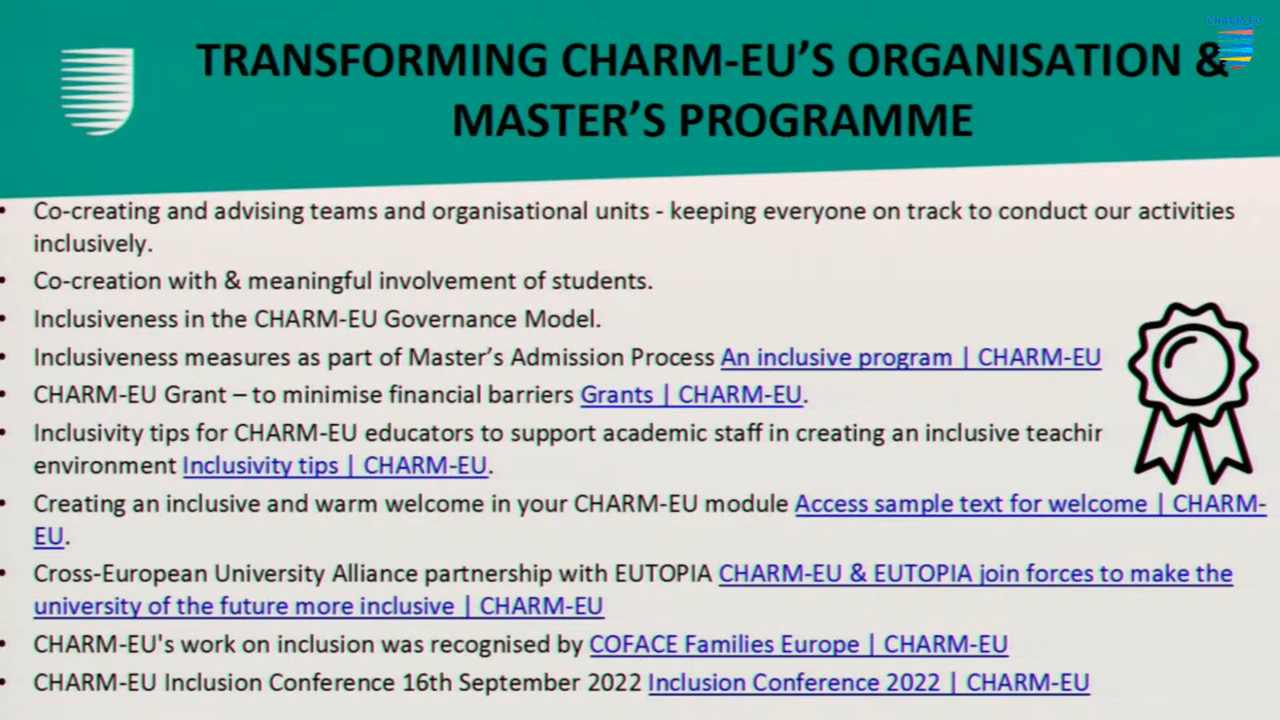 CHARM-EU
TRANSFORMING CHARM-EU'S ORGANISATION &
MASTER'S PROGRAMME
• Co-creating and advising teams and organisational units - keeping everyone on track to conduct our activities
inclusively.
• Co-creation with & meaningful involvement of students.
• Inclusiveness in the CHARM-EU Governance Model.
• Inclusiveness measures as part of Master's Admission Process An inclusive program | CHARM-EU
• CHARM-EU Grant – to minimise financial barriers Grants | CHARM-EU.
• Inclusivity tips for CHARM-EU educators to support academic staff in creating an inclusive teachin
environment Inclusivity tips | CHARM-EU.
• Creating an inclusive and warm welcome in your CHARM-EU module Access sample text for welcome | CHARM-
EU.
• Cross-European University Alliance partnership with EUTOPIA CHARM-EU & EUTOPIA join forces to make the
university of the future more inclusive | CHARM-EU
• CHARM-EU's work on inclusion was recognised by COFACE Families Europe | CHARM-EU
• CHARM-EU Inclusion Conference 16th September 2022 Inclusion Conference 2022 | CHARM-EU